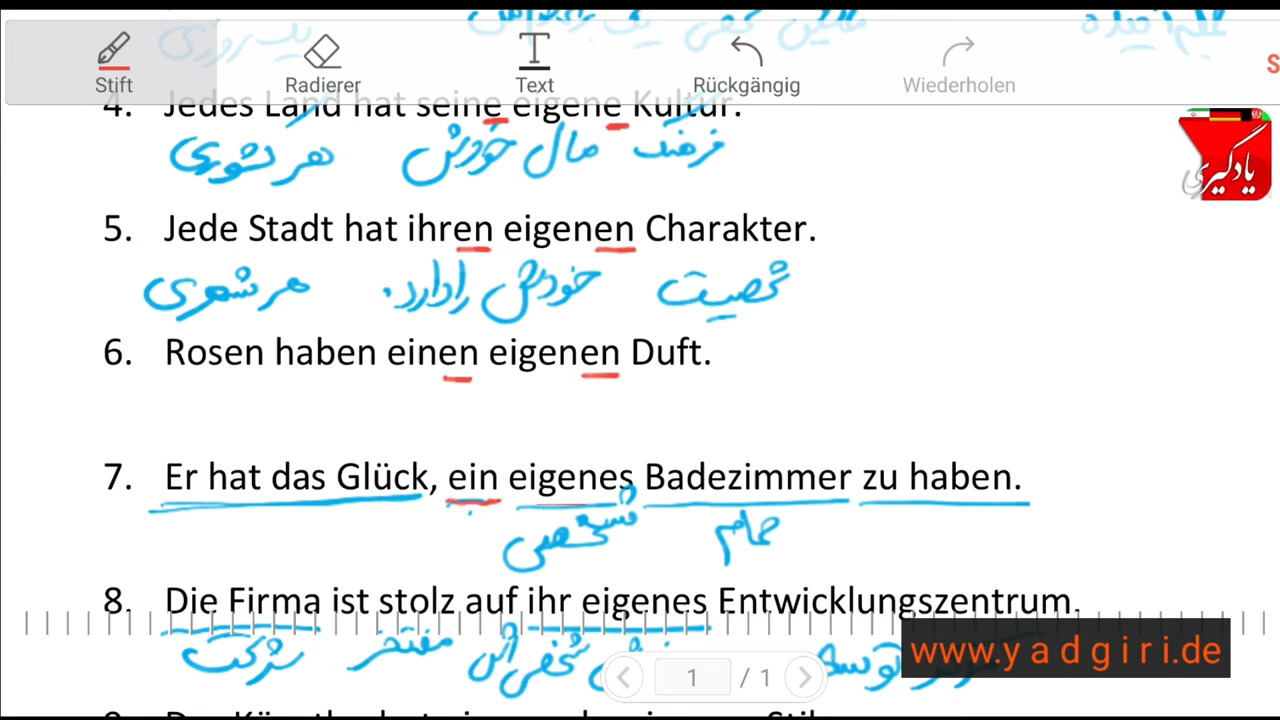 Stift Radierer Text Rückgängig Wiederholen S
4. Jedes Land hat seine eigene Kultur.
هر کشوری مال خودش فرهنگ
یادگیری
5. Jede Stadt hat ihren eigenen Charakter.
هر شهری خودش را دارد. شخصیت
6. Rosen haben einen eigenen Duft.
7. Er hat das Glück, ein eigenes Badezimmer zu haben.
شخصی حمام
8. Die Firma ist stolz auf ihr eigenes Entwicklungszentrum.
www.yadgiri.de
شرکت مفتخر توسعه
1 / 1